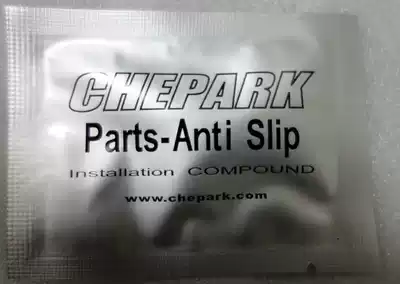 CHEPARK
Parts-Anti Slip
Installation COMPOUND
www.chepark.com